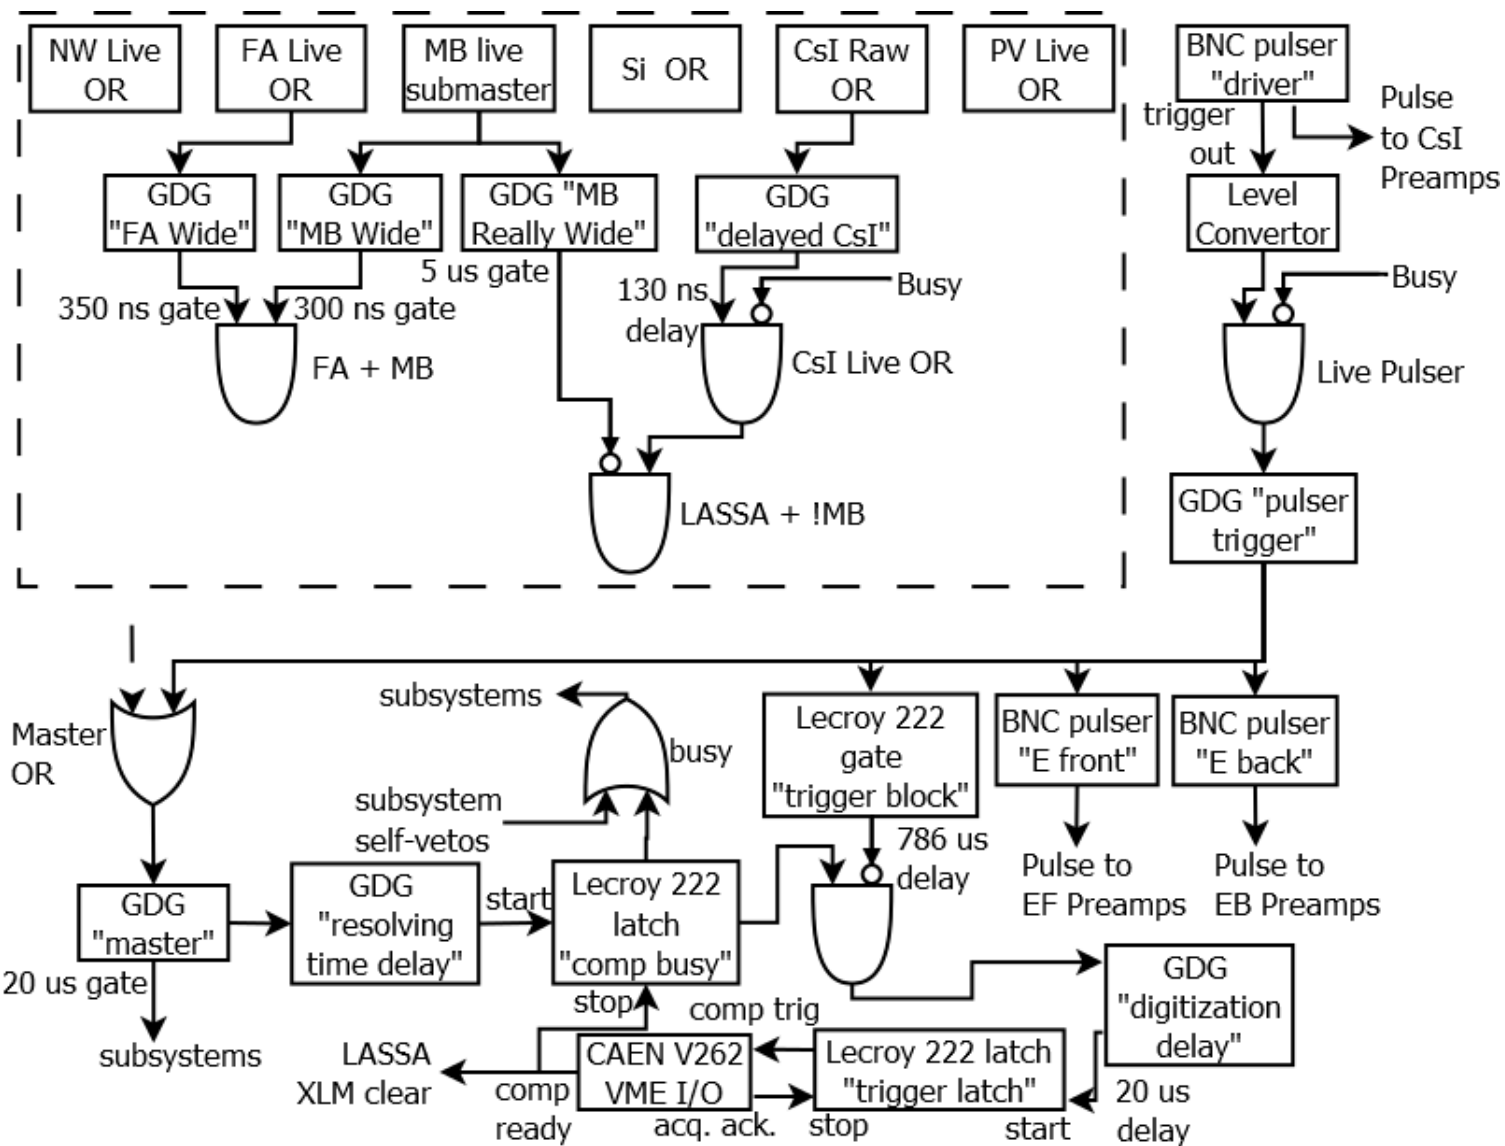 NW Live
OR
FA Live
OR
MB live
submaster
Si OR
CsI Raw
OR
PV Live
OR
BNC pulser
"driver"
trigger
out
Pulse
to CsI
Preamps
GDG
"FA Wide"
GDG
"MB Wide"
GDG "MB
Really Wide"
GDG
"delayed CsI"
Level
Convertor
350 ns gate
300 ns gate
5 us gate
130 ns
delay
Busy
Busy
FA + MB
CsI Live OR
Live Pulser
LASSA + !MB
GDG "pulser
trigger"
Master
OR
subsystems
busy
subsystem
self-vetos
Lecroy 222
gate
"trigger block"
BNC pulser
"E front"
BNC pulser
"E back"
786 us
delay
Pulse to
EF Preamps
Pulse to
EB Preamps
GDG
"master"
20 us gate
subsystems
GDG
"resolving
time delay"
start
Lecroy 222
latch
"comp busy"
stop
GDG
"digitization
delay"
20 us
delay
comp trig
LASSA
XLM clear
comp
ready
CAEN V262
VME I/O
acq. ack.
Lecroy 222 latch
"trigger latch"
stop
start